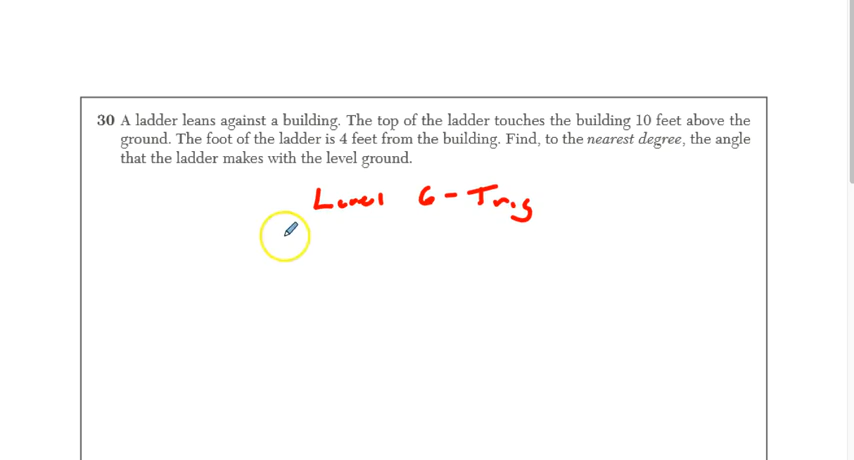 30 A ladder leans against a building. The top of the ladder touches the building 10 feet above the
ground. The foot of the ladder is 4 feet from the building. Find, to the nearest degree, the angle
that the ladder makes with the level ground.
Level 6 - Trig